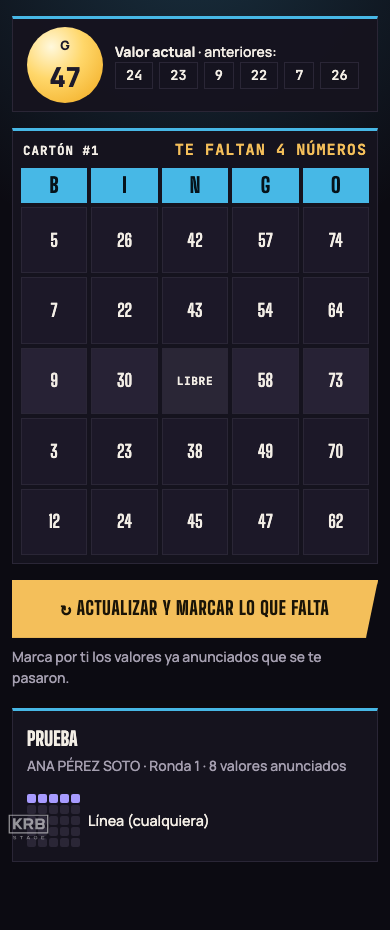 G
47
Valor actual · anteriores:
24 23 9 22 7 26
CARTÓN #1 TE FALTAN 4 NÚMEROS
B I N G O
5 26 42 57 74
7 22 43 54 64
9 30 LIBRE 58 73
3 23 38 49 70
12 24 45 47 62
↻ ACTUALIZAR Y MARCAR LO QUE FALTA
Marca por ti los valores ya anunciados que se te
pasaron.
PRUEBA
ANA PÉREZ SOTO · Ronda 1 · 8 valores anunciados
Línea (cualquiera)
KRB
STAGE